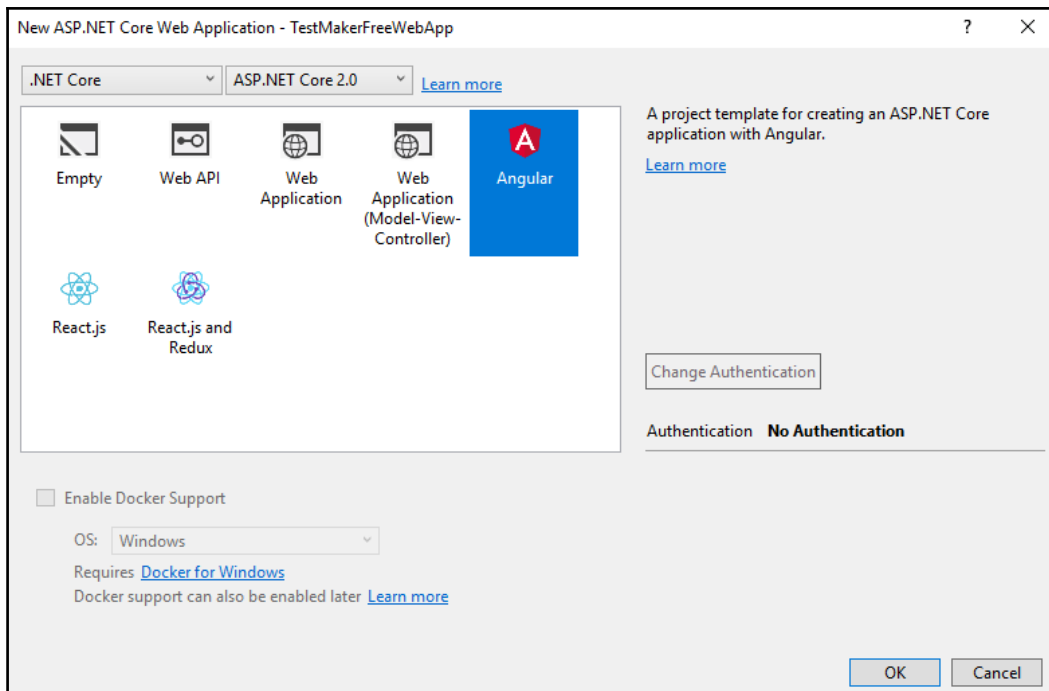 New ASP.NET Core Web Application - TestMakerFreeWebApp
? X
.NET Core
ASP.NET Core 2.0
Learn more
Empty
Web API
Web
Application
Web
Application
(Model-View-
Controller)
Angular
React.js
React.js and
Redux
A project template for creating an ASP.NET Core
application with Angular.
Learn more
Change Authentication
Authentication No Authentication
Enable Docker Support
OS: Windows
Requires Docker for Windows
Docker support can also be enabled later Learn more
OK
Cancel